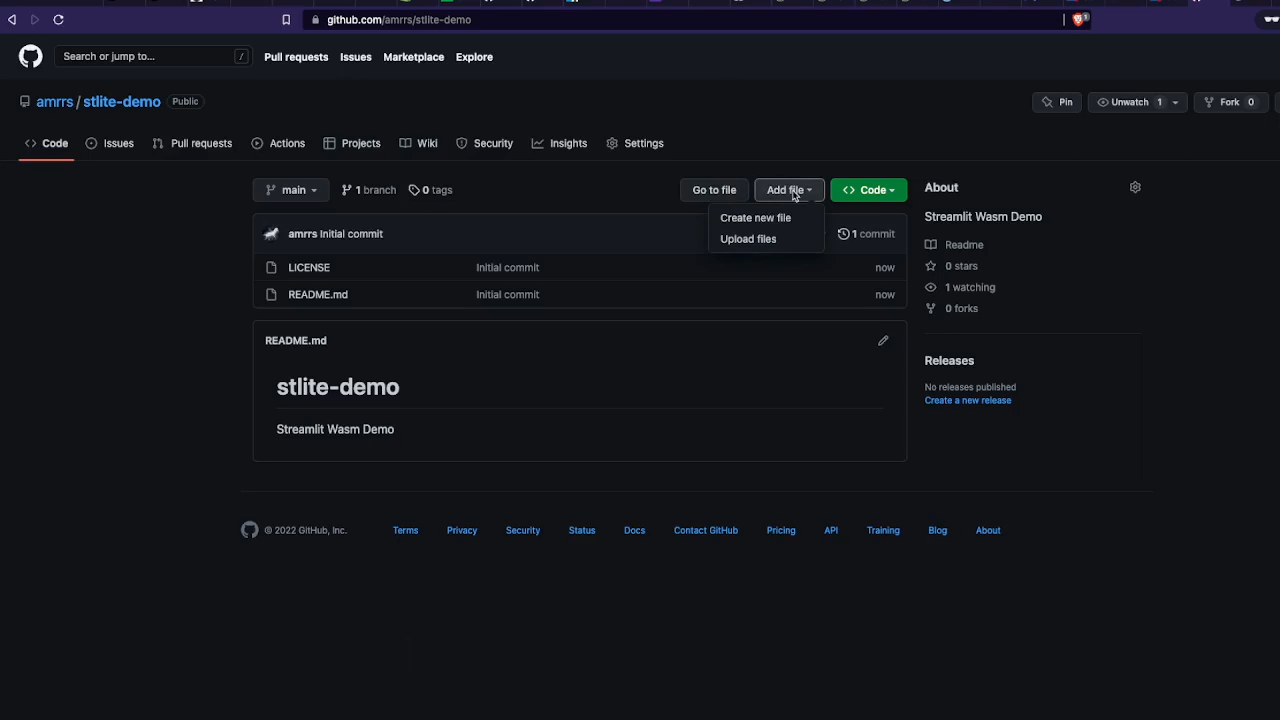 github.com/amrrs/stlite-demo
1
Search or jump to...
/
Pull requests
Issues
Marketplace
Explore
amrrs / stlite-demo
Public
Pin
Unwatch 1
Fork 0
Code
Issues
Pull requests
Actions
Projects
Wiki
Security
Insights
Settings
main
1 branch
0 tags
Go to file
Add file
Code
Create new file
Upload files
amrrs Initial commit
1 commit
LICENSE
Initial commit
now
README.md
Initial commit
now
README.md
stlite-demo
Streamlit Wasm Demo
About
Streamlit Wasm Demo
Readme
0 stars
1 watching
0 forks
Releases
No releases published
Create a new release
© 2022 GitHub, Inc.
Terms
Privacy
Security
Status
Docs
Contact GitHub
Pricing
API
Training
Blog
About